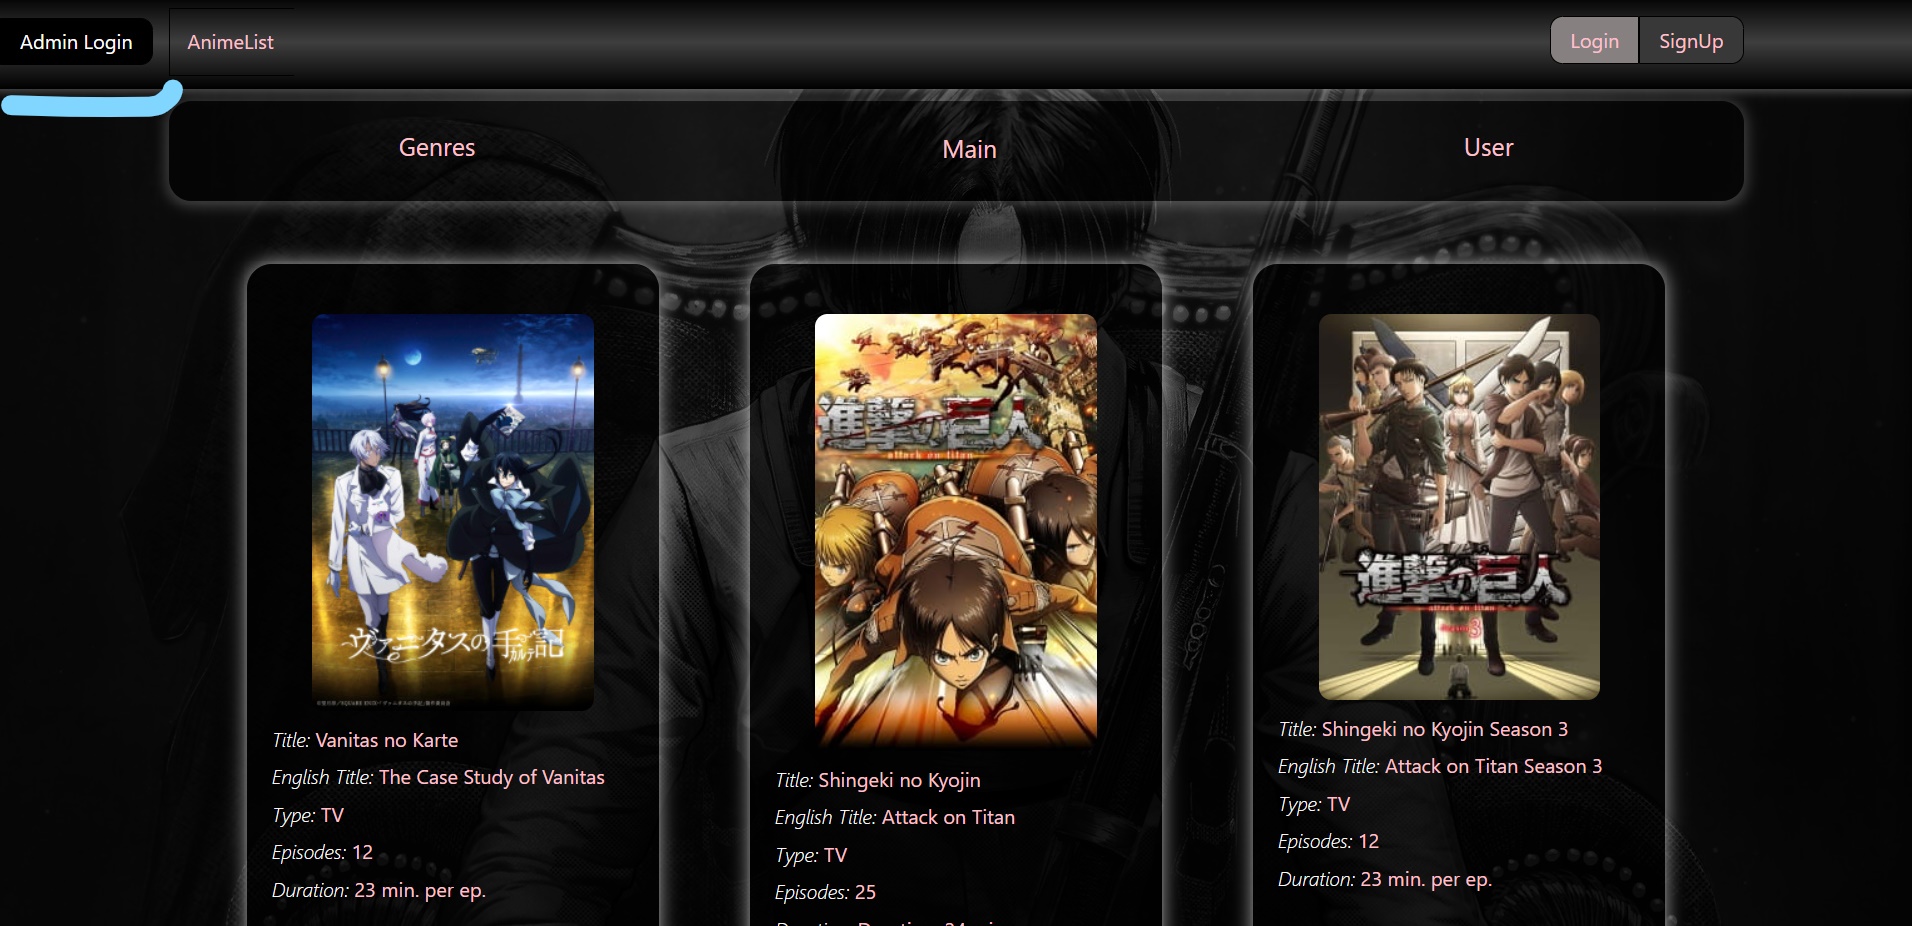 Admin Login
AnimeList
Login
SignUp
Genres
Main
User
ヴァニタスの手記
カルテ
Title: Vanitas no Karte
English Title: The Case Study of Vanitas
Type: TV
Episodes: 12
Duration: 23 min. per ep.
進撃の巨人
attack on titan
Title: Shingeki no Kyojin
English Title: Attack on Titan
Type: TV
Episodes: 25
進撃の巨人
attack on titan
season 3
Title: Shingeki no Kyojin Season 3
English Title: Attack on Titan Season 3
Type: TV
Episodes: 12
Duration: 23 min. per ep.